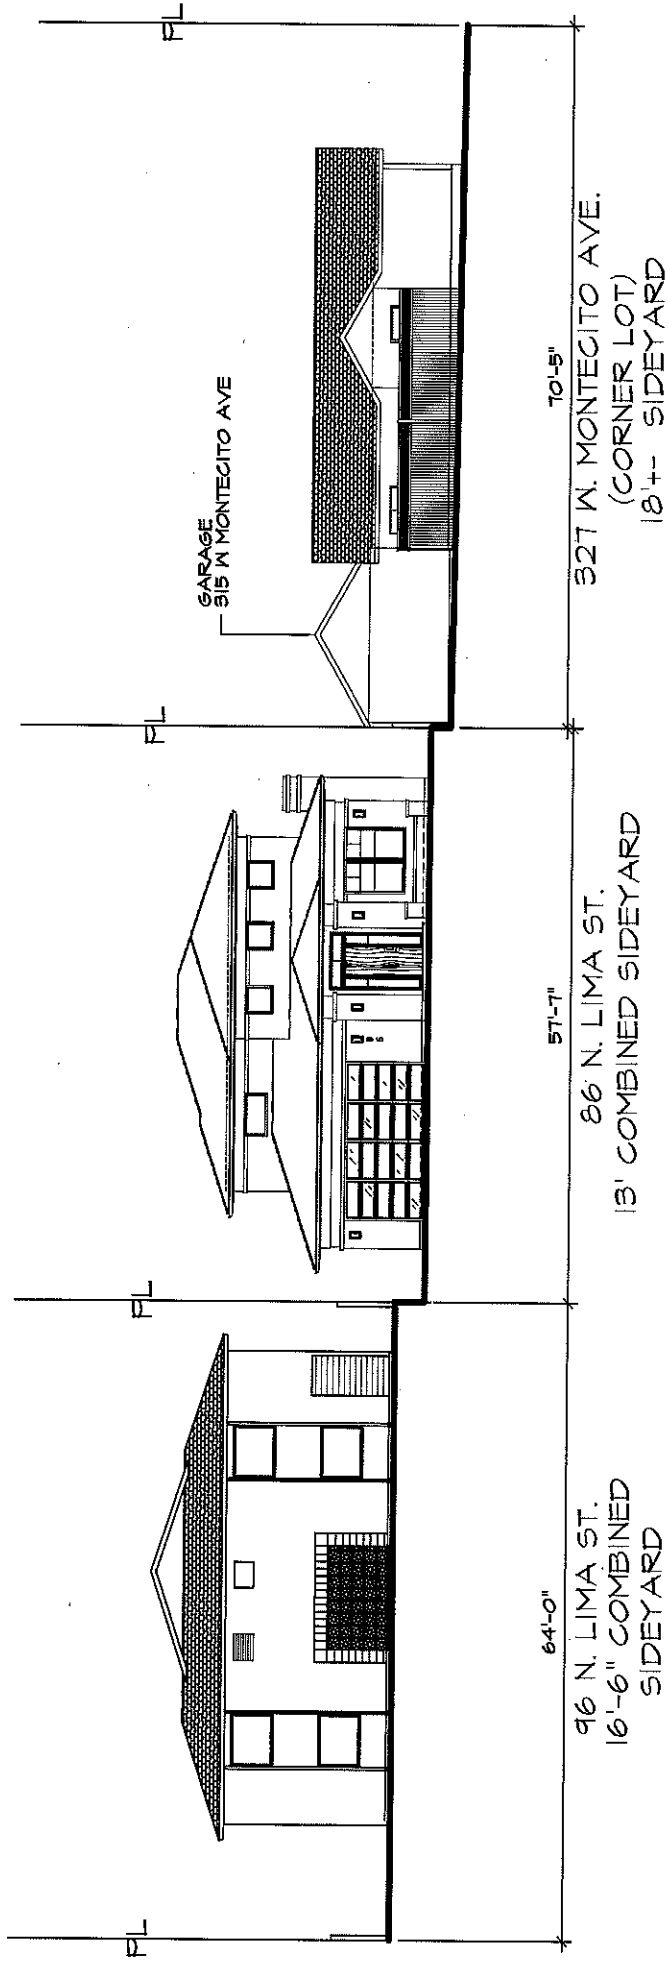 PL
PL
PL
PL
GARAGE
315 W MONTECITO AVE
64'-0"
57'-7"
70'-5"
96 N. LIMA ST.
16'-6" COMBINED
SIDEYARD
86 N. LIMA ST.
13' COMBINED SIDEYARD
327 W. MONTECITO AVE.
(CORNER LOT)
18'+- SIDEYARD